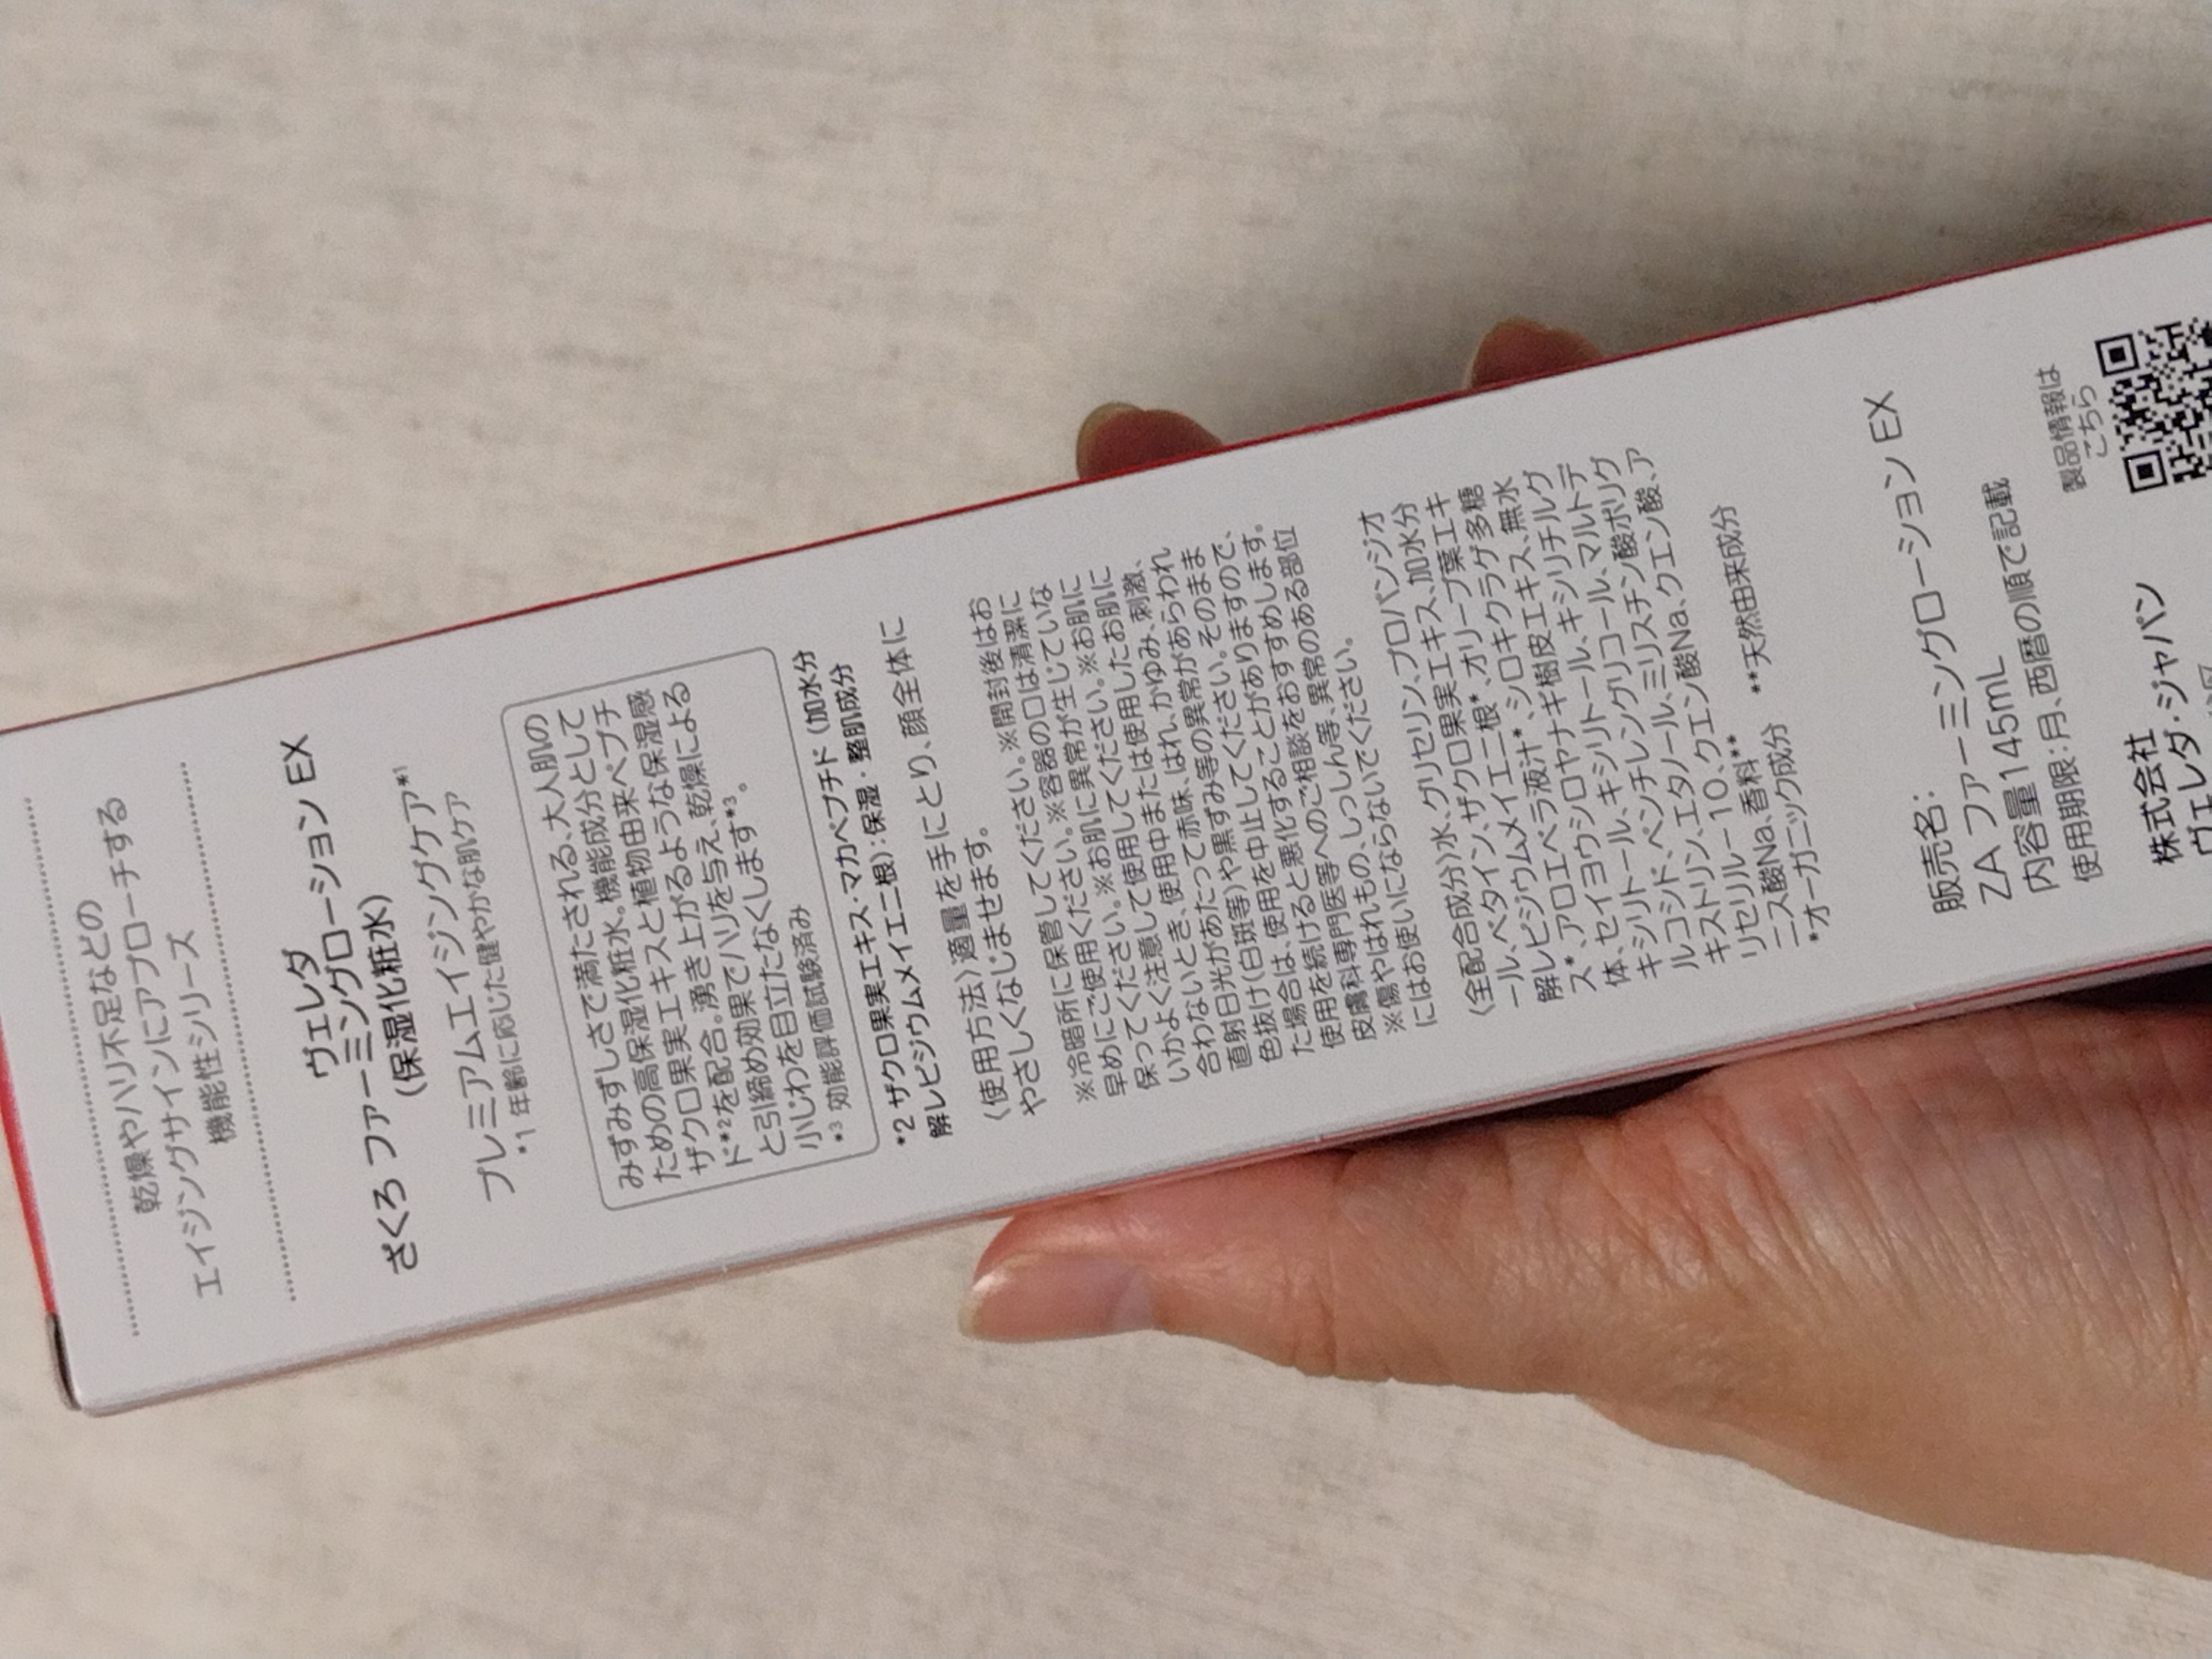 乾燥やハリ不足などの
エイジングサインにアプローチする
機能性シリーズ
ヴェレダ
ざくろ ファーミングローション EX
(保湿化粧水)
プレミアムエイジングケア*1
*1 年齢に応じた健やかな肌ケア
みずみずしさで満たされる、大人肌の
ための高保湿化粧水。機能成分として
ザクロ果実エキスと植物由来ペプチ
ド*2を配合。湧き上がるような保湿感
と引締め効果でハリを与え、乾燥による
小じわを目立たなくします*3。
*3 効能評価試験済み
*2 ザクロ果実エキス・マカペプチド (加水分
解レピジウムメイエニ根):保湿・整肌成分
〈使用方法〉適量を手にとり、顔全体に
やさしくなじませます。
※冷暗所に保管してください。※開封後はお
早めにご使用ください。※容器の口は清潔に
保ってください。※お肌に異常が生じていな
いかよく注意して使用してください。※お肌に
合わないとき、使用中または使用したお肌に
直射日光があたって赤味、はれ、かゆみ、刺激、
色抜け(白斑等)や黒ずみ等の異常があらわれ
た場合は、使用を中止してください。そのまま
使用を続けると悪化することがありますので、
皮膚科専門医等へのご相談をおすすめします。
※傷やはれもの、しっしん等、異常のある部位
にはお使いにならないでください。
〈全配合成分〉水、グリセリン、プロパンジオ
ール、ベタイン、ザクロ果実エキス、加水分
解レピジウムメイエニ根*、オリーブ葉エキ
ス*、アロエベラ液汁*、シロキクラゲ多糖
体、セイヨウシロヤナギ樹皮エキス、無水
キシリトール、キシリトール、キシリチルグ
ルコシド、ペンチレングリコール、マルトデ
キストリン、エタノール、ミリスチン酸ポリグ
リセリル－10、クエン酸Na、クエン酸、ア
ニス酸Na、香料**
*オーガニック成分 **天然由来成分
販売名:
ZA ファーミングローション EX
内容量145mL
使用期限:月、西暦の順で記載
製品情報は
こちら
株式会社
ヴェレダ・ジャパン